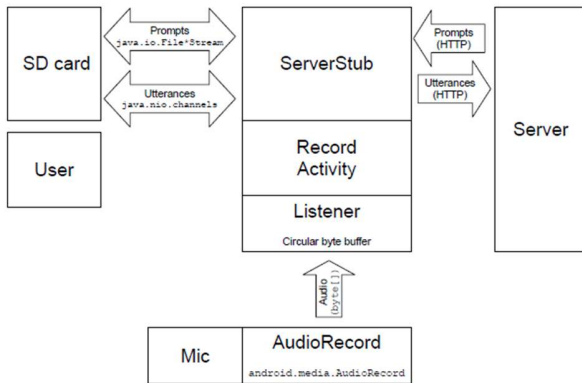 Prompts
java.io.File*Stream
SD card
Utterances
java.nio.channels
ServerStub
Prompts
(HTTP)
Utterances
(HTTP)
Server
User
Record
Activity
Listener
Circular byte buffer
Audio
(byte[])
Mic
AudioRecord
android.media.AudioRecord